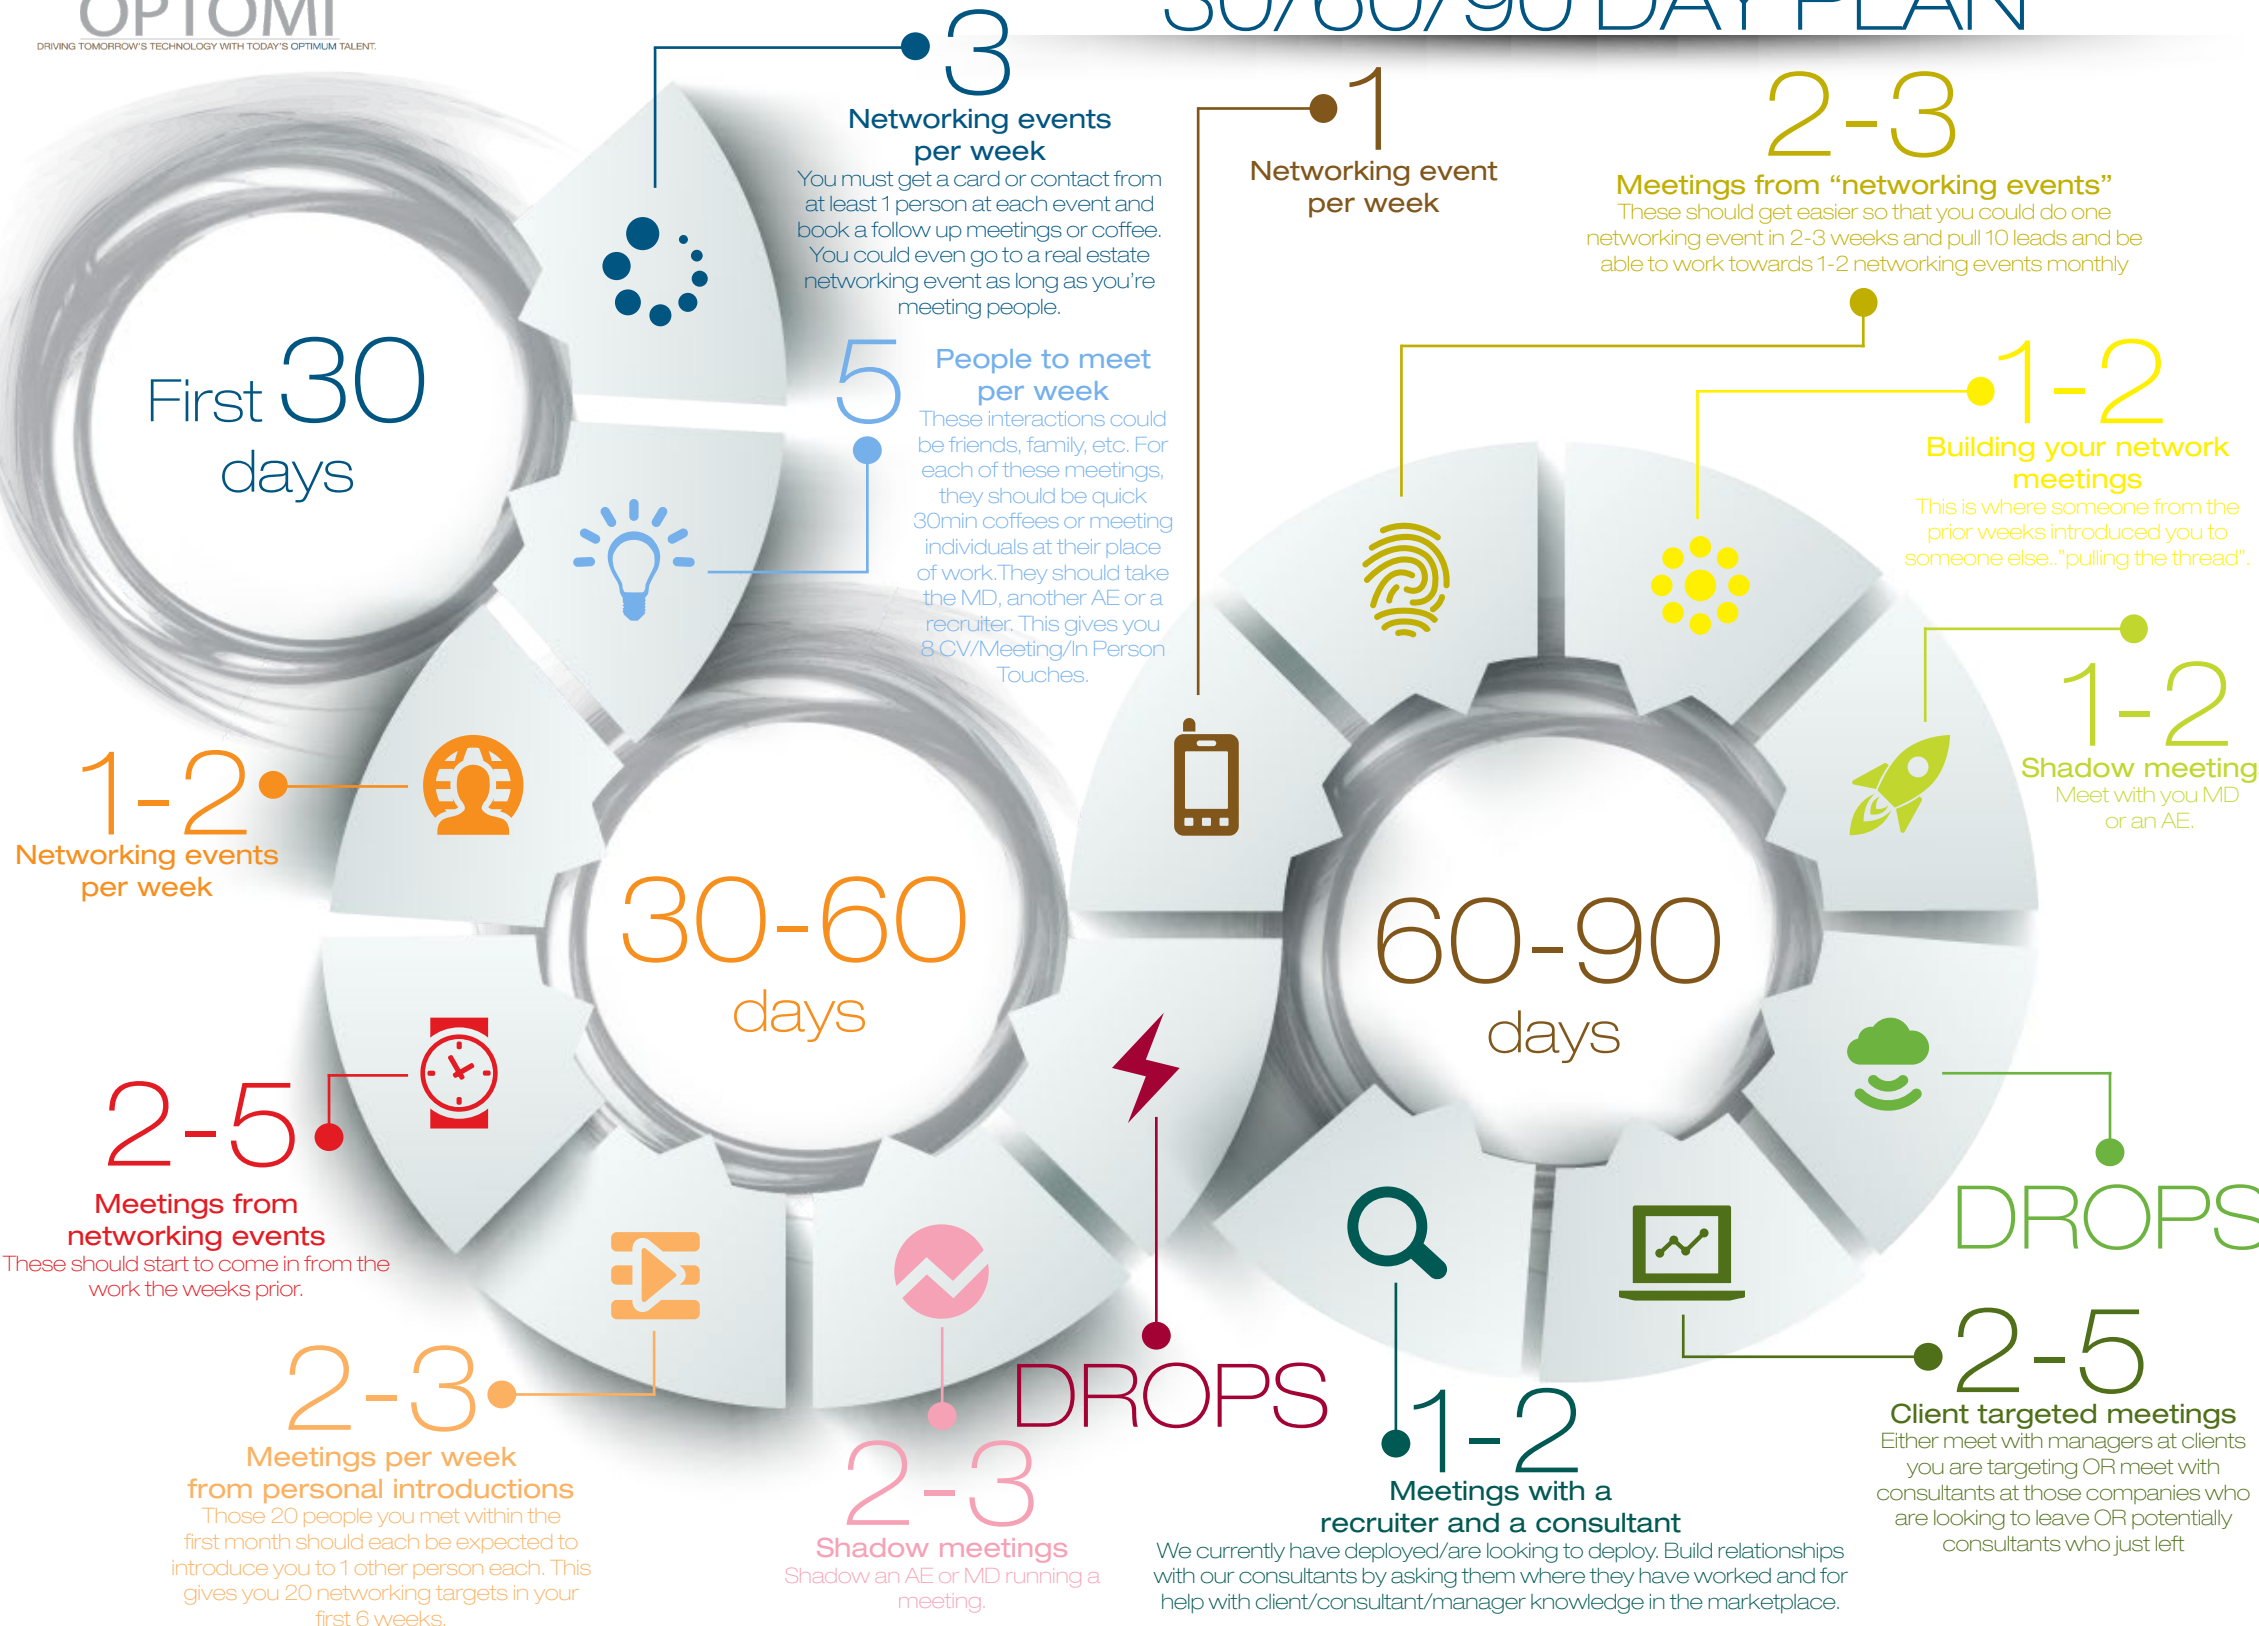 OPTOMI
DRIVING TOMORROW'S TECHNOLOGY WITH TODAY'S OPTIMUM TALENT.
30/60/90 DAY PLAN
First 30
days
3
Networking events
per week
You must get a card or contact from
at least 1 person at each event and
book a follow up meetings or coffee.
You could even go to a real estate
networking event as long as you're
meeting people.
5
People to meet
per week
These interactions could
be friends, family, etc. For
each of these meetings,
they should be quick
30min coffees or meeting
individuals at their place
of work.They should take
the MD, another AE or a
recruiter. This gives you
8 CV/Meeting/In Person
Touches.
30-60
days
1-2
Networking events
per week
2-5
Meetings from
networking events
These should start to come in from the
work the weeks prior.
2-3
Meetings per week
from personal introductions
Those 20 people you met within the
first month should each be expected to
introduce you to 1 other person each. This
gives you 20 networking targets in your
first 6 weeks.
2-3
Shadow meetings
Shadow an AE or MD running a
meeting.
DROPS
60-90
days
1
Networking event
per week
2-3
Meetings from “networking events”
These should get easier so that you could do one
networking event in 2-3 weeks and pull 10 leads and be
able to work towards 1-2 networking events monthly
1-2
Building your network
meetings
This is where someone from the
prior weeks introduced you to
someone else..”pulling the thread”.
1-2
Shadow meeting
Meet with you MD
or an AE.
DROPS
2-5
Client targeted meetings
Either meet with managers at clients
you are targeting OR meet with
consultants at those companies who
are looking to leave OR potentially
consultants who just left
1-2
Meetings with a
recruiter and a consultant
We currently have deployed/are looking to deploy. Build relationships
with our consultants by asking them where they have worked and for
help with client/consultant/manager knowledge in the marketplace.